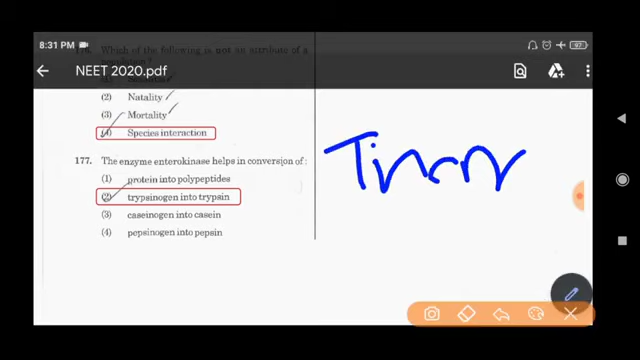 8:31 PM
97
NEET 2020.pdf
176. Which of the following is not an attribute of a
population ?
(2) Natality
(3) Mortality
(4) Species interaction
177. The enzyme enterokinase helps in conversion of:
(1) protein into polypeptides
(2) trypsinogen into trypsin
(3) caseinogen into casein
(4) pepsinogen into pepsin